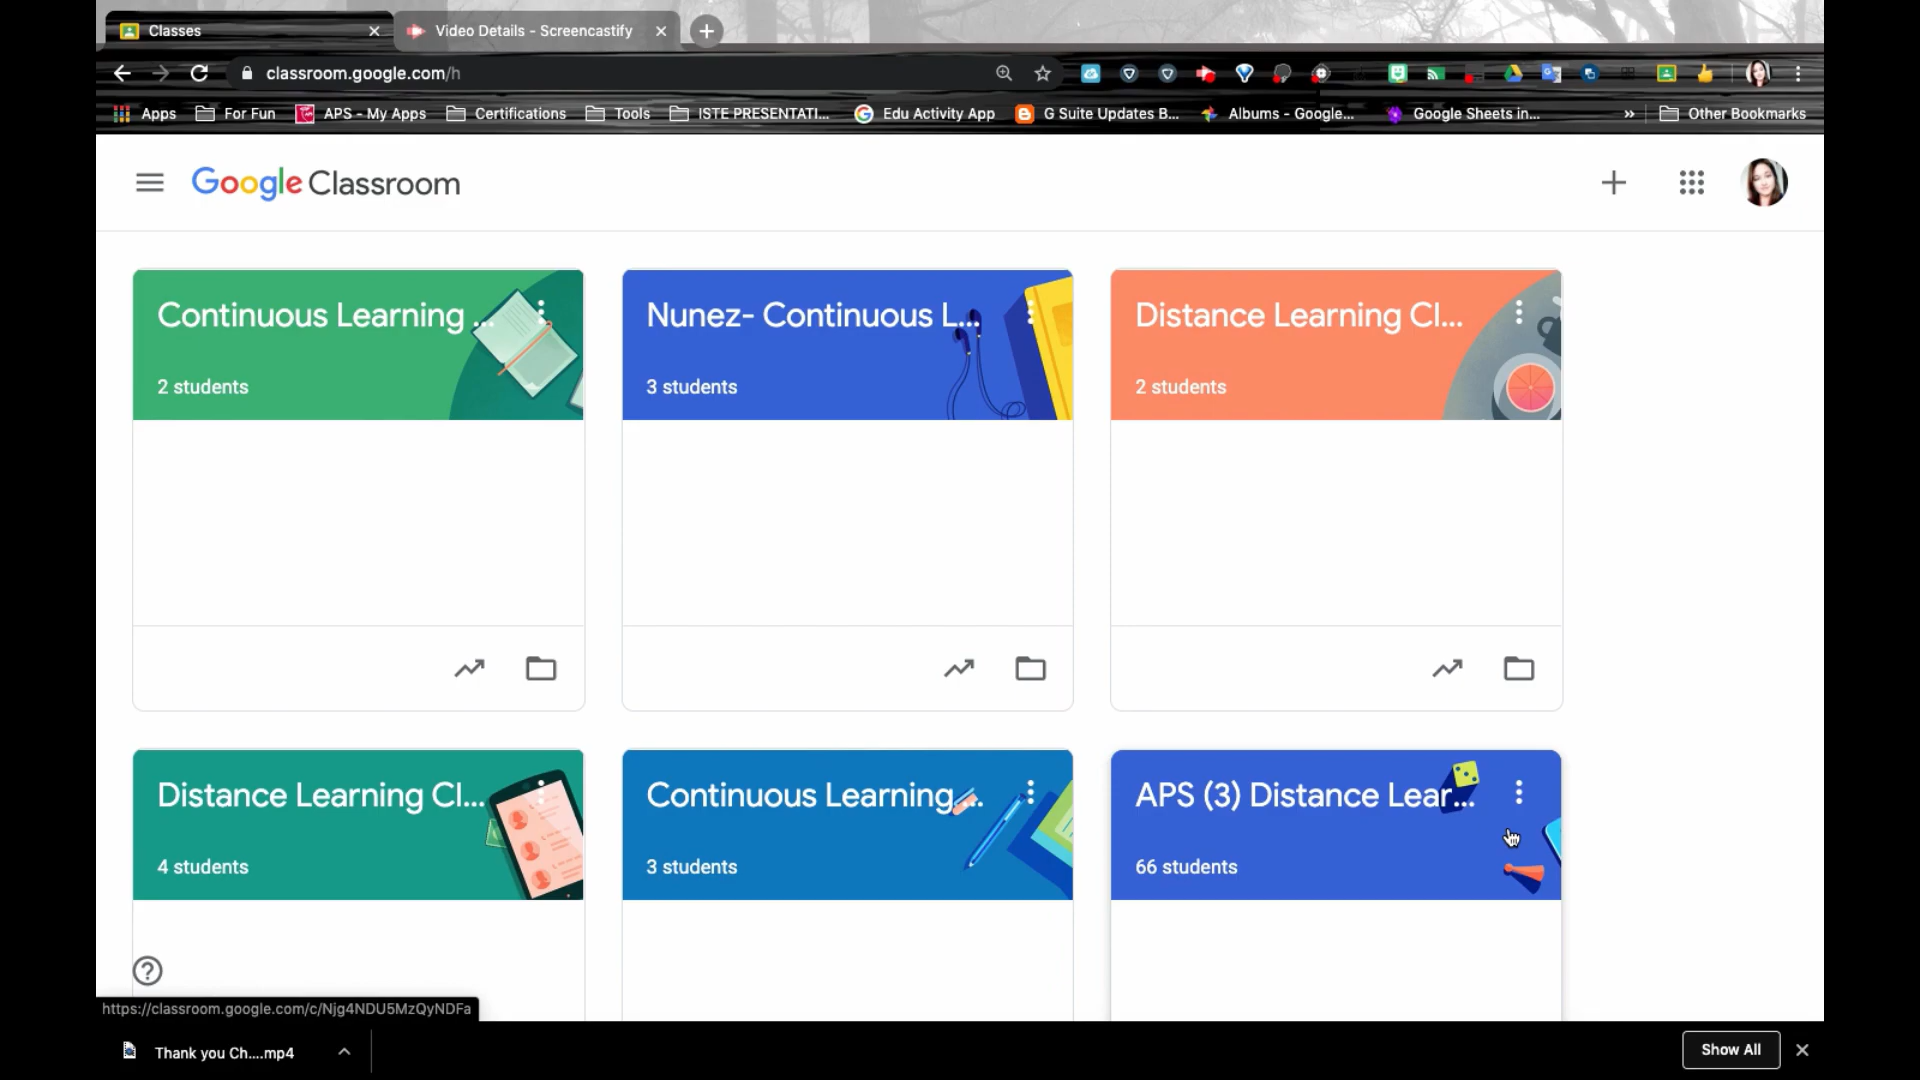 Classes
Video Details - Screencastify
classroom.google.com/h
Apps
For Fun
APS - My Apps
Certifications
Tools
ISTE PRESENTATI...
Edu Activity App
G Suite Updates B...
Albums - Google...
Google Sheets in...
»
Other Bookmarks
Google Classroom
Continuous Learning ...
2 students
Nunez- Continuous L...
3 students
Distance Learning Cl...
2 students
Distance Learning Cl...
4 students
Continuous Learning...
3 students
APS (3) Distance Lear...
66 students
https://classroom.google.com/c/Njg4NDU5MzQyNDFa
Thank you Ch....mp4
Show All